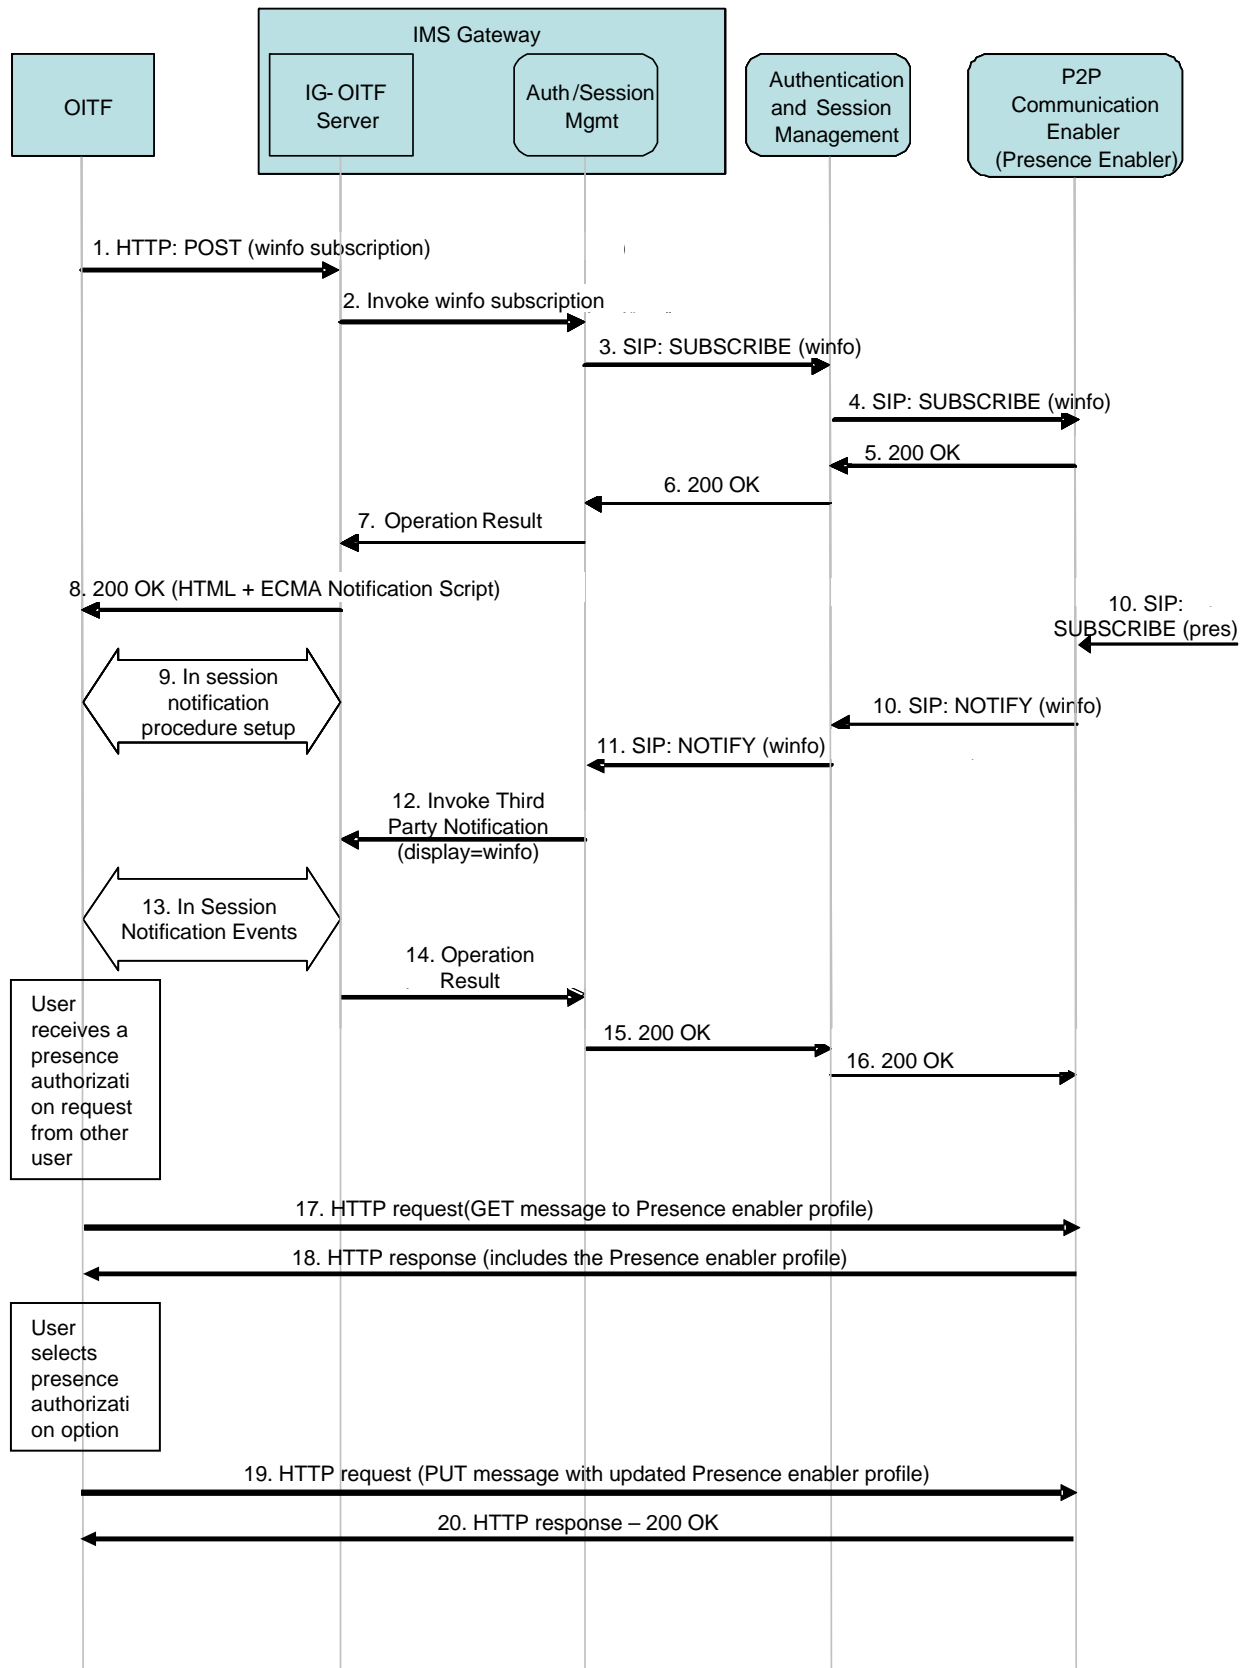 IMS Gateway
OITF
IG- OITF
Server
Auth /Session
Mgmt
Authentication
and Session
Management
P2P
Communication
Enabler
(Presence Enabler)
1. HTTP: POST (winfo subscription)
2. Invoke winfo subscription
3. SIP: SUBSCRIBE (winfo)
4. SIP: SUBSCRIBE (winfo)
5. 200 OK
6. 200 OK
7. Operation Result
8. 200 OK (HTML + ECMA Notification Script)
10. SIP:
SUBSCRIBE (pres)
9. In session
notification
procedure setup
10. SIP: NOTIFY (winfo)
11. SIP: NOTIFY (winfo)
12. Invoke Third
Party Notification
(display=winfo)
13. In Session
Notification Events
14. Operation
Result
User
receives a
presence
authorizati
on request
from other
user
15. 200 OK
16. 200 OK
17. HTTP request(GET message to Presence enabler profile)
18. HTTP response (includes the Presence enabler profile)
User
selects
presence
authorizati
on option
19. HTTP request (PUT message with updated Presence enabler profile)
20. HTTP response – 200 OK